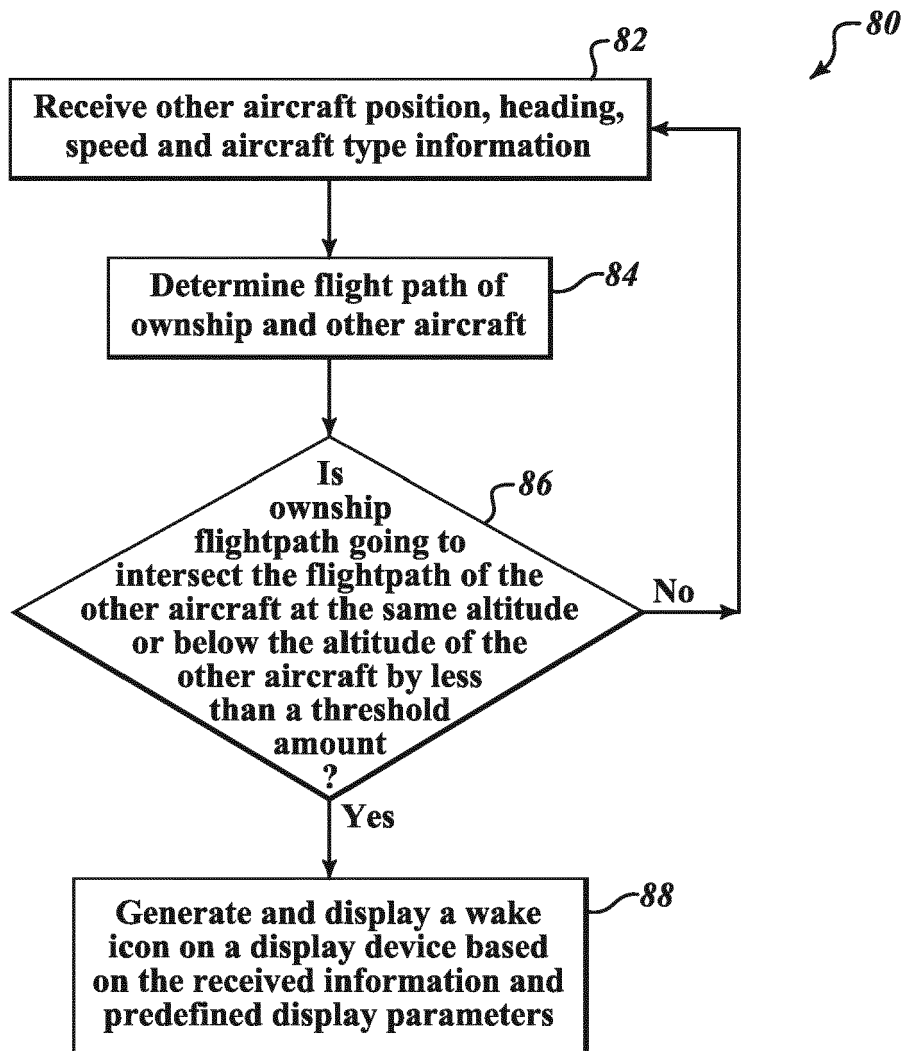 80
82
Receive other aircraft position, heading,
speed and aircraft type information
84
Determine flight path of
ownship and other aircraft
86
Is
ownship
flightpath going to
intersect the flightpath of the
other aircraft at the same altitude
or below the altitude of the
other aircraft by less
than a threshold
amount
?
No
Yes
88
Generate and display a wake
icon on a display device based
on the received information and
predefined display parameters